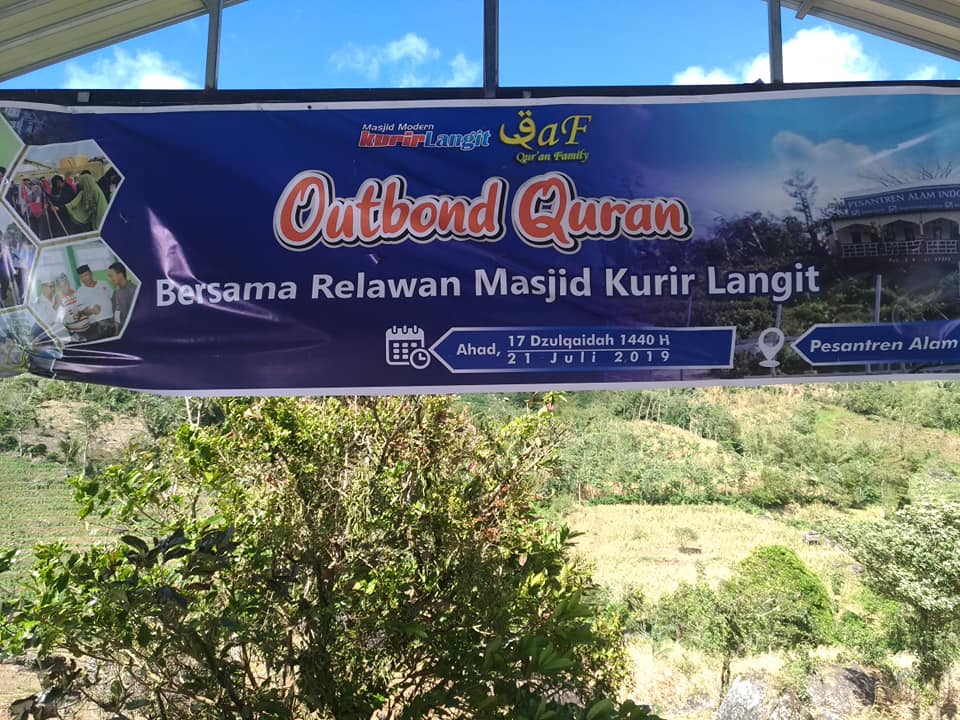 Masjid Modern
KurirLangit
قaF
Qur'an Family
Outbond Quran
PESANTREN ALAM INDO
Bersama Relawan Masjid Kurir Langit
Ahad, 17 Dzulqaidah 1440 H
21 Juli 2019
Pesantren Alam